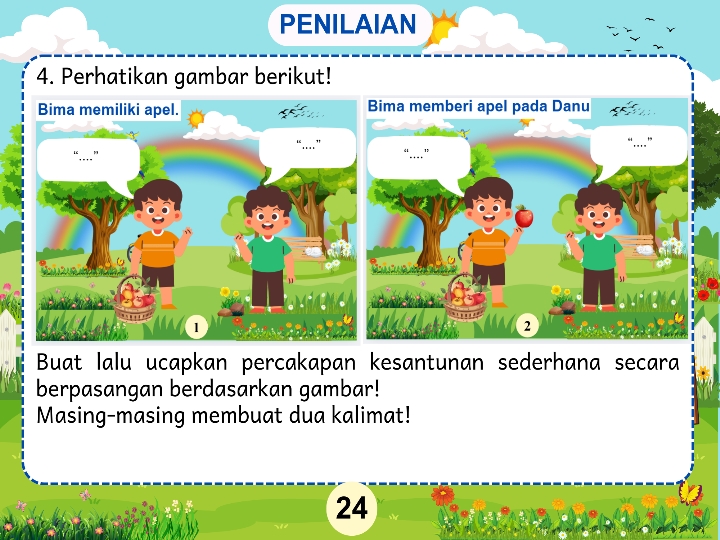 PENILAIAN
4. Perhatikan gambar berikut!
Bima memiliki apel.
“....”
“....”
1
Bima memberi apel pada Danu
“....”
“....”
2
Buat lalu ucapkan percakapan kesantunan sederhana secara
berpasangan berdasarkan gambar!
Masing-masing membuat dua kalimat!
24